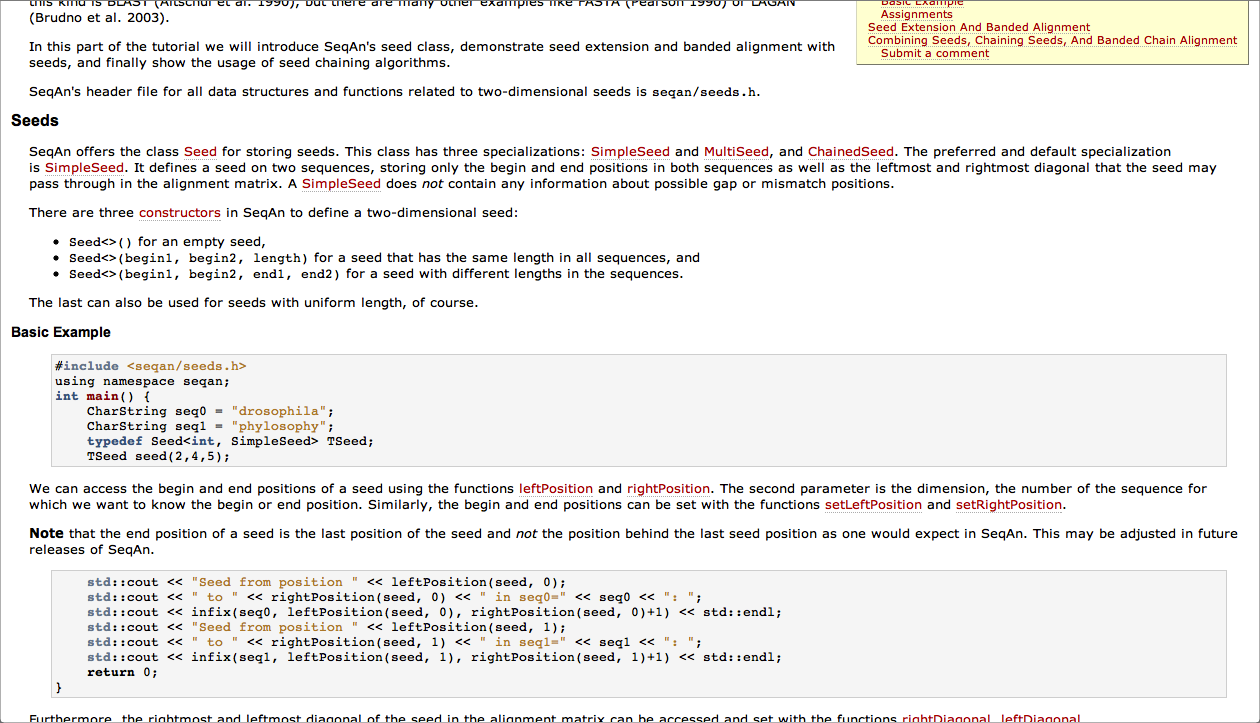 this kind is BLAST (Altschul et al. 1990), but there are many other examples like FASTA (Pearson 1990) or LAGAN
(Brudno et al. 2003).
Basic Example
Assignments
Seed Extension And Banded Alignment
Combining Seeds, Chaining Seeds, And Banded Chain Alignment
Submit a comment
In this part of the tutorial we will introduce SeqAn's seed class, demonstrate seed extension and banded alignment with
seeds, and finally show the usage of seed chaining algorithms.
SeqAn's header file for all data structures and functions related to two-dimensional seeds is seqan/seeds.h.
Seeds
SeqAn offers the class Seed for storing seeds. This class has three specializations: SimpleSeed and MultiSeed, and ChainedSeed. The preferred and default specialization
is SimpleSeed. It defines a seed on two sequences, storing only the begin and end positions in both sequences as well as the leftmost and rightmost diagonal that the seed may
pass through in the alignment matrix. A SimpleSeed does not contain any information about possible gap or mismatch positions.
There are three constructors in SeqAn to define a two-dimensional seed:
• Seed<>() for an empty seed,
• Seed<>(begin1, begin2, length) for a seed that has the same length in all sequences, and
• Seed<>(begin1, begin2, end1, end2) for a seed with different lengths in the sequences.
The last can also be used for seeds with uniform length, of course.
Basic Example
#include <seqan/seeds.h>
using namespace seqan;
int main() {
    CharString seq0 = "drosophila";
    CharString seq1 = "phylosophy";
    typedef Seed<int, SimpleSeed> TSeed;
    TSeed seed(2,4,5);
We can access the begin and end positions of a seed using the functions leftPosition and rightPosition. The second parameter is the dimension, the number of the sequence for
which we want to know the begin or end position. Similarly, the begin and end positions can be set with the functions setLeftPosition and setRightPosition.
Note that the end position of a seed is the last position of the seed and not the position behind the last seed position as one would expect in SeqAn. This may be adjusted in future
releases of SeqAn.
    std::cout << "Seed from position " << leftPosition(seed, 0);
    std::cout << " to " << rightPosition(seed, 0) << " in seq0=" << seq0 << ": ";
    std::cout << infix(seq0, leftPosition(seed, 0), rightPosition(seed, 0)+1) << std::endl;
    std::cout << "Seed from position " << leftPosition(seed, 1);
    std::cout << " to " << rightPosition(seed, 1) << " in seq1=" << seq1 << ": ";
    std::cout << infix(seq1, leftPosition(seed, 1), rightPosition(seed, 1)+1) << std::endl;
    return 0;
}
Furthermore, the rightmost and leftmost diagonal of the seed in the alignment matrix can be accessed and set with the functions rightDiagonal, leftDiagonal